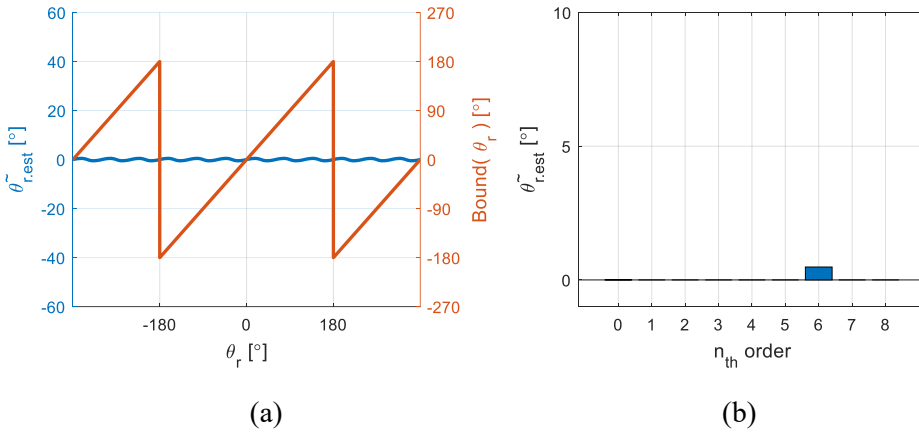 60
40
20
0
-20
-40
-60
θ̃r.est [°]
270
180
90
0
-90
-180
-270
Bound( θr ) [°]
-180 0 180
θr [°]
(a)
10
5
0
θ̃r.est [°]
0 1 2 3 4 5 6 7 8
nth order
(b)